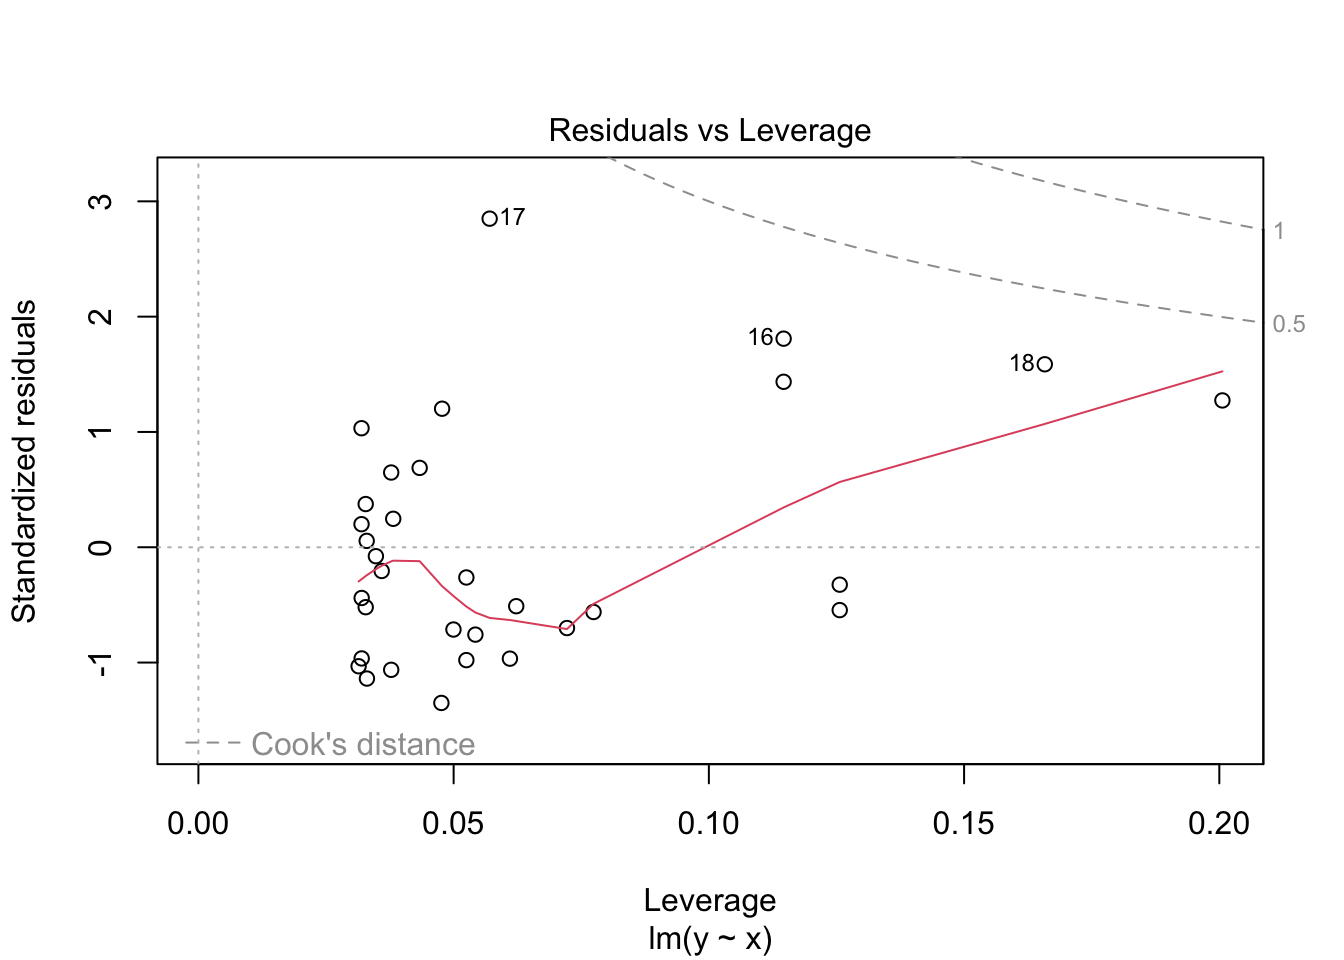 Residuals vs Leverage
Standardized residuals
3
2
1
0
-1
17
16
18
1
0.5
Cook's distance
0.00 0.05 0.10 0.15 0.20
Leverage
lm(y ~ x)